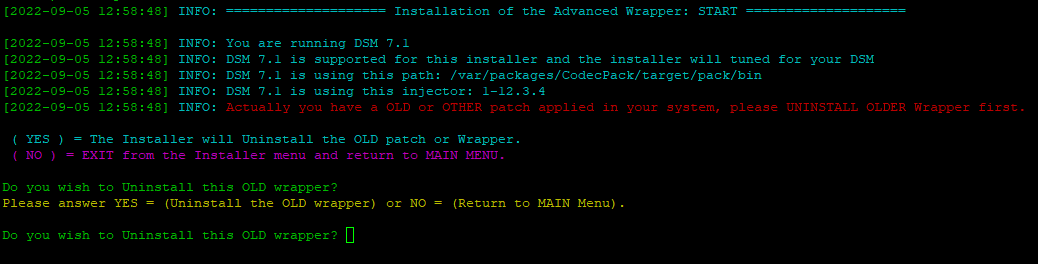 [2022-09-05 12:58:48] INFO: ==================== Installation of the Advanced Wrapper: START ====================
[2022-09-05 12:58:48] INFO: You are running DSM 7.1
[2022-09-05 12:58:48] INFO: DSM 7.1 is supported for this installer and the installer will tuned for your DSM
[2022-09-05 12:58:48] INFO: DSM 7.1 is using this path: /var/packages/CodecPack/target/pack/bin
[2022-09-05 12:58:48] INFO: DSM 7.1 is using this injector: 1-12.3.4
[2022-09-05 12:58:48] INFO: Actually you have a OLD or OTHER patch applied in your system, please UNINSTALL OLDER Wrapper first.
( YES ) = The Installer will Uninstall the OLD patch or Wrapper.
( NO ) = EXIT from the Installer menu and return to MAIN MENU.
Do you wish to Uninstall this OLD wrapper?
Please answer YES = (Uninstall the OLD wrapper) or NO = (Return to MAIN Menu).
Do you wish to Uninstall this OLD wrapper?